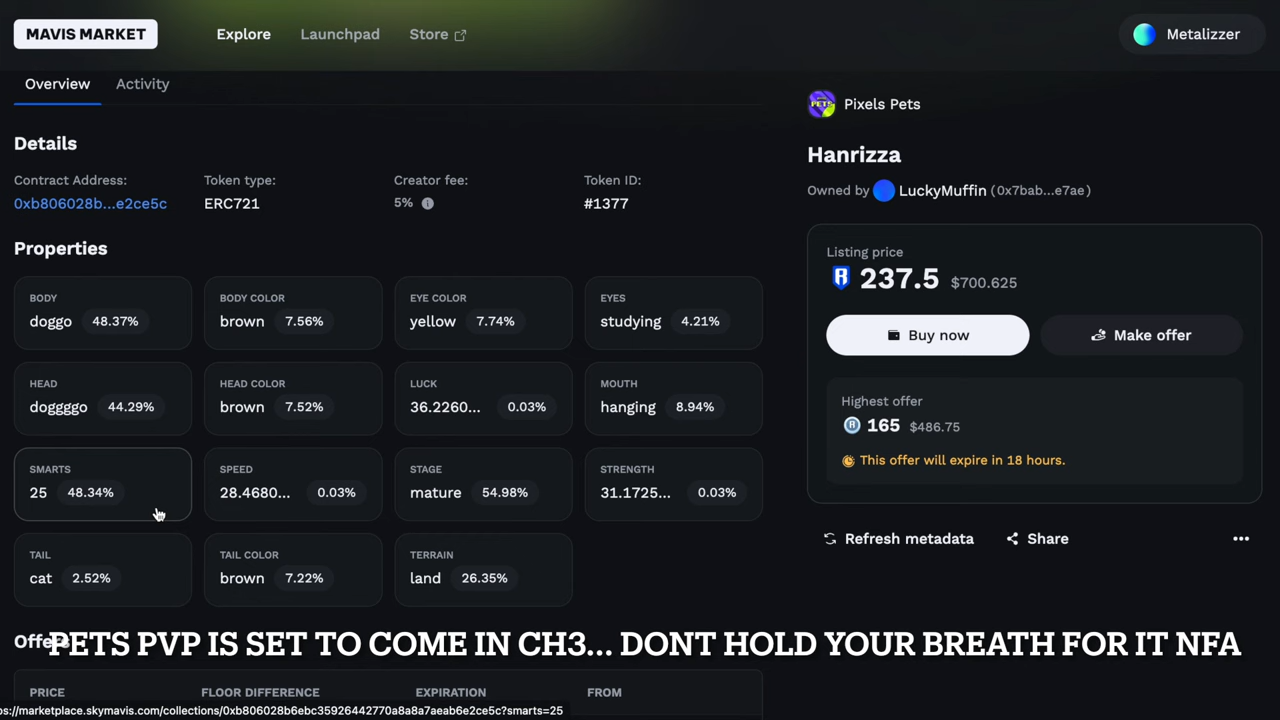 MAVIS MARKET
Explore
Launchpad
Store
Metalizzer
Overview
Activity
Details
Contract Address:
0xb806028b...e2ce5c
Token type:
ERC721
Creator fee:
5%
Token ID:
#1377
Properties
BODY
doggo 48.37%
BODY COLOR
brown 7.56%
EYE COLOR
yellow 7.74%
EYES
studying 4.21%
HEAD
doggggo 44.29%
HEAD COLOR
brown 7.52%
LUCK
36.2260... 0.03%
MOUTH
hanging 8.94%
SMARTS
25 48.34%
SPEED
28.4680... 0.03%
STAGE
mature 54.98%
STRENGTH
31.1725... 0.03%
TAIL
cat 2.52%
TAIL COLOR
brown 7.22%
TERRAIN
land 26.35%
PETS
Pixels Pets
Hanrizza
Owned by LuckyMuffin (0x7bab...e7ae)
Listing price
237.5 $700.625
Buy now
Make offer
Highest offer
165 $486.75
This offer will expire in 18 hours.
Refresh metadata
Share
Offers
PETS PVP IS SET TO COME IN CH3... DONT HOLD YOUR BREATH FOR IT NFA
PRICE
FLOOR DIFFERENCE
EXPIRATION
FROM
ps://marketplace.skymavis.com/collections/0xb806028b6ebc35926442770a8a8a7aeab6e2ce5c?smarts=25